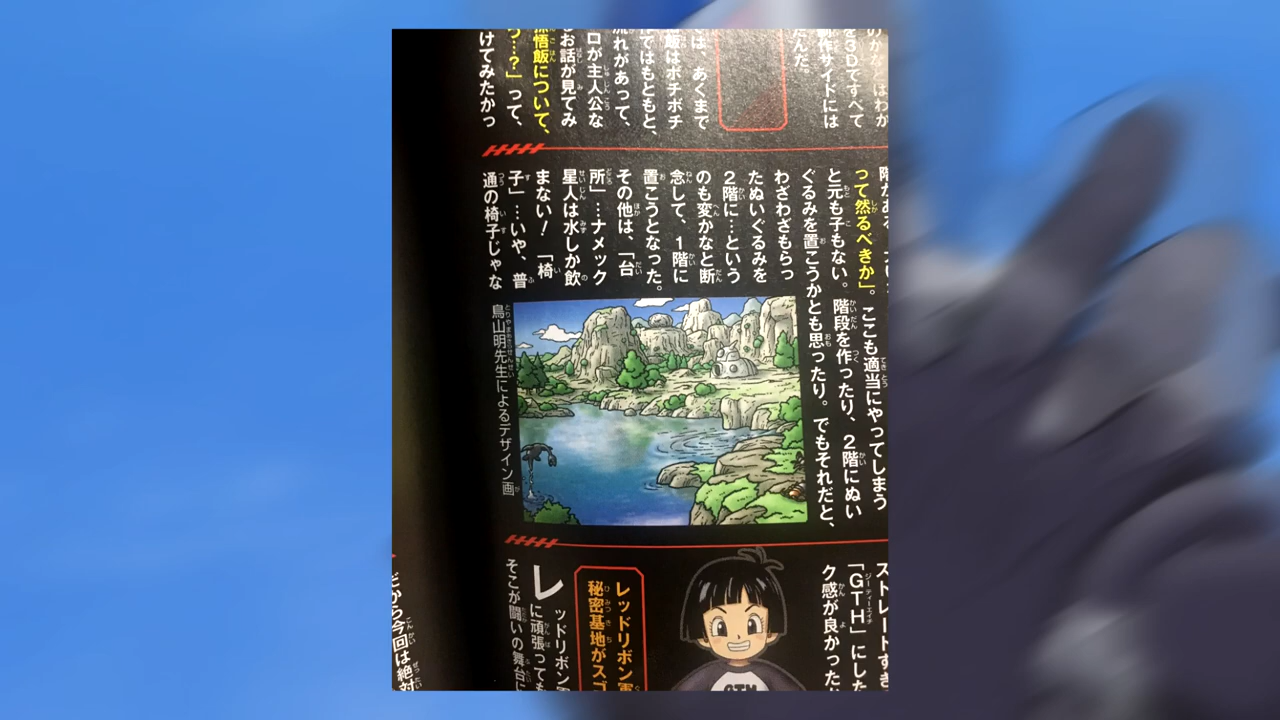 のかなとはわか
を3Dですべて
制作サイドには
たんだ。
は、あくまで
飯はボチボチ
ではもともと、
流れがあって、
ロが主人公な
お話が見てみ
孫悟飯について、
つ…?」って、
けてみたかっ
って然るべきか」。ここも適当にやってしまう
と元も子もない。階段を作ったり、2階にぬい
ぐるみを置こうかとも思ったり。でもそれだと、
わざわざもらっ
たぬいぐるみを
2階に…という
のも変かなと断
念して、1階に
置こうとなった。
その他は、「台
所」…ナメック
星人は水しか飲
まない!「椅
子」…いや、普
通の椅子じゃな
鳥山明先生によるデザイン画
ストレートすぎ
「GTH」にした
ク感が良かった
GTH
レッドリボン軍
秘密基地がスゴ
レッドリボン軍
に頑張っても
そこが闘いの舞台に
だから今回は絶対